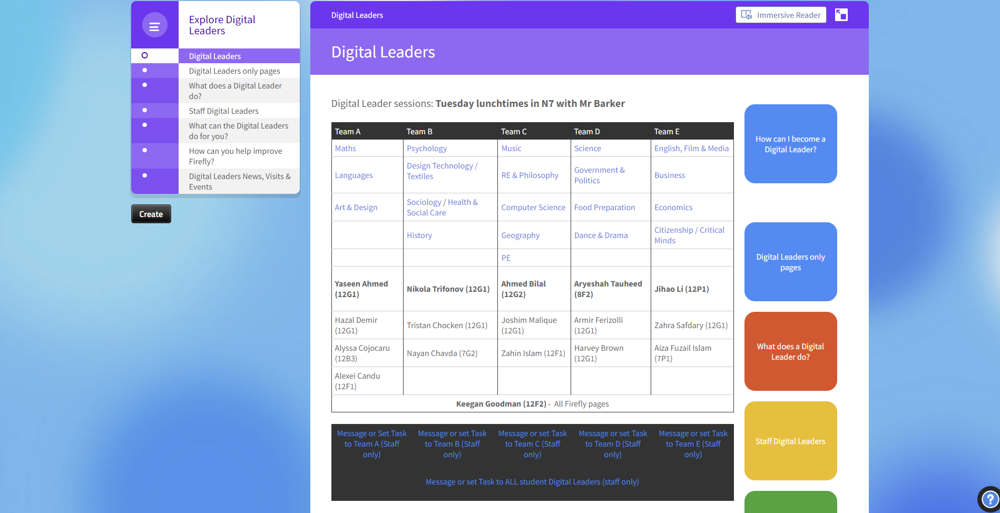 Explore Digital
Leaders
Digital Leaders
Digital Leaders only pages
What does a Digital Leader
do?
Staff Digital Leaders
What can the Digital Leaders
do for you?
How can you help improve
Firefly?
Digital Leaders News, Visits &
Events
Create
Digital Leaders
Immersive Reader
Digital Leaders
Digital Leader sessions: Tuesday lunchtimes in N7 with Mr Barker
Team A Team B Team C Team D Team E
Maths Psychology Music Science English, Film & Media
Languages
Design Technology /
Textiles
RE & Philosophy
Government &
Politics
Business
Art & Design
Sociology / Health &
Social Care
Computer Science
Food Preparation
Economics
History
Geography
Dance & Drama
Citizenship / Critical
Minds
PE
Yaseen Ahmed
(12G1)
Nikola Trifonov (12G1)
Ahmed Bilal
(12G2)
Aryeshah Tauheed
(8F2)
Jihao Li (12P1)
Hazal Demir
(12G1)
Tristan Chocken (12G1)
Joshim Malique
(12G1)
Armir Ferizolli
(12G1)
Zahra Safdary (12G1)
Alyssa Cojocaru
(12B3)
Nayan Chavda (7G2)
Zahin Islam (12F1)
Harvey Brown
(12G1)
Aiza Fuzail Islam
(7P1)
Alexei Candu
(12F1)
Keegan Goodman (12F2) - All Firefly pages
Message or Set Task
to Team A (Staff
only)
Message or set Task
to Team B (Staff
only)
Message or set Task
to Team C (Staff
only)
Message or set Task
to Team D (Staff
only)
Message or set Task
to Team E (Staff
only)
Message or set Task to ALL student Digital Leaders (staff only)
How can I become a
Digital Leader?
Digital Leaders only
pages
What does a Digital
Leader do?
Staff Digital Leaders
?